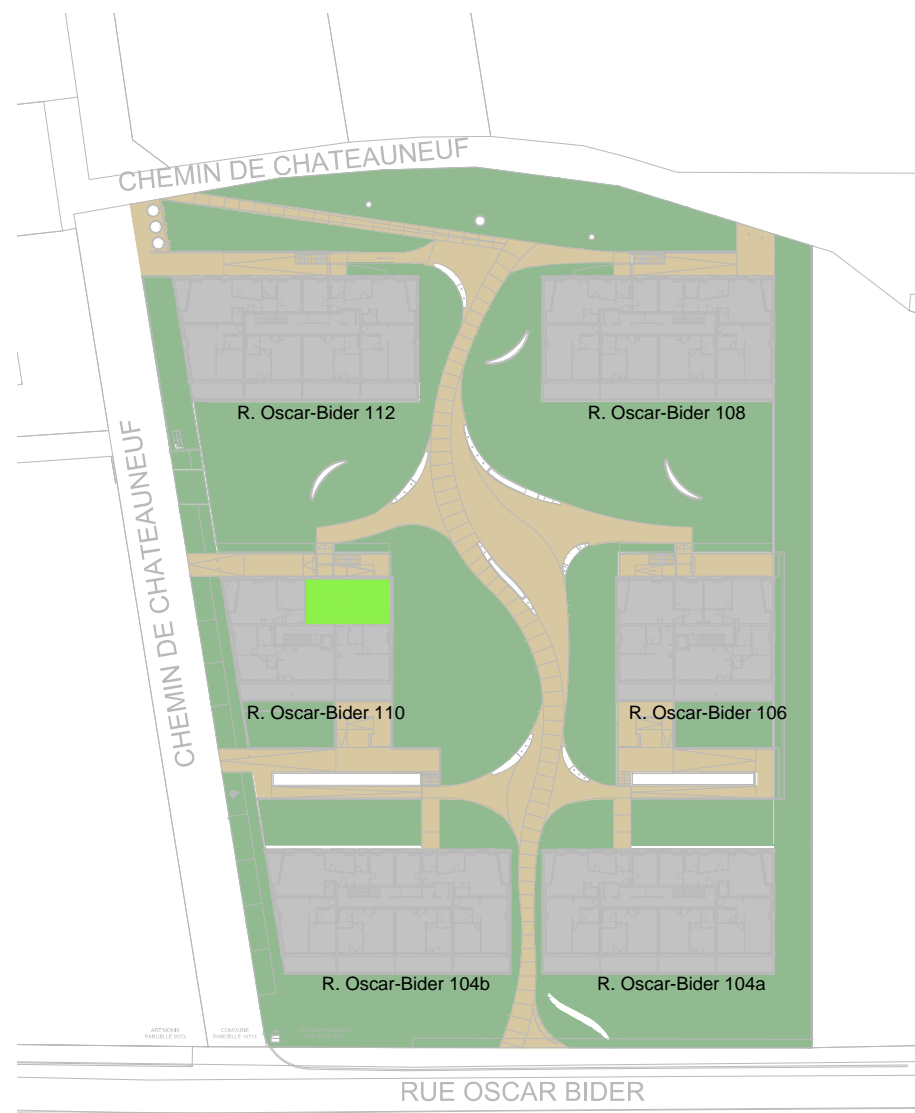 CHEMIN DE CHATEAUNEUF
R. Oscar-Bider 112
R. Oscar-Bider 108
CHEMIN DE CHATEAUNEUF
R. Oscar-Bider 110
R. Oscar-Bider 106
R. Oscar-Bider 104b
R. Oscar-Bider 104a
COMMUNE
RUE OSCAR BIDER